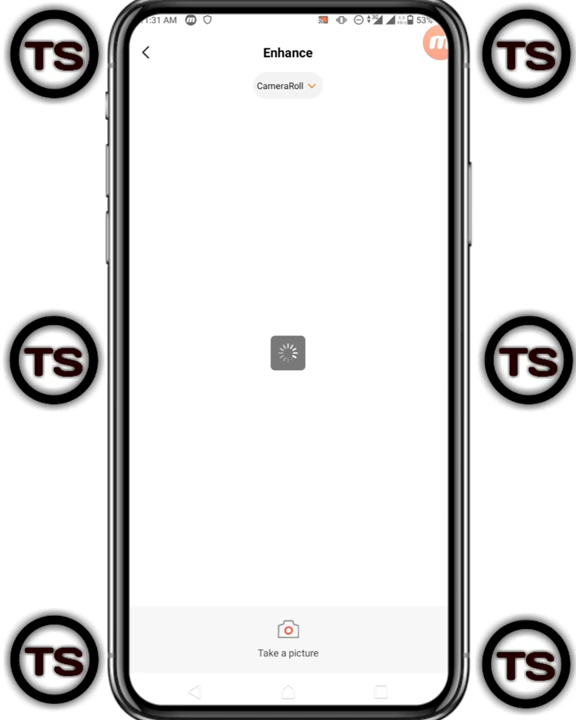 TS
TS
1:31 AM
53%
Enhance
CameraRoll
TS
TS
Take a picture
TS
TS